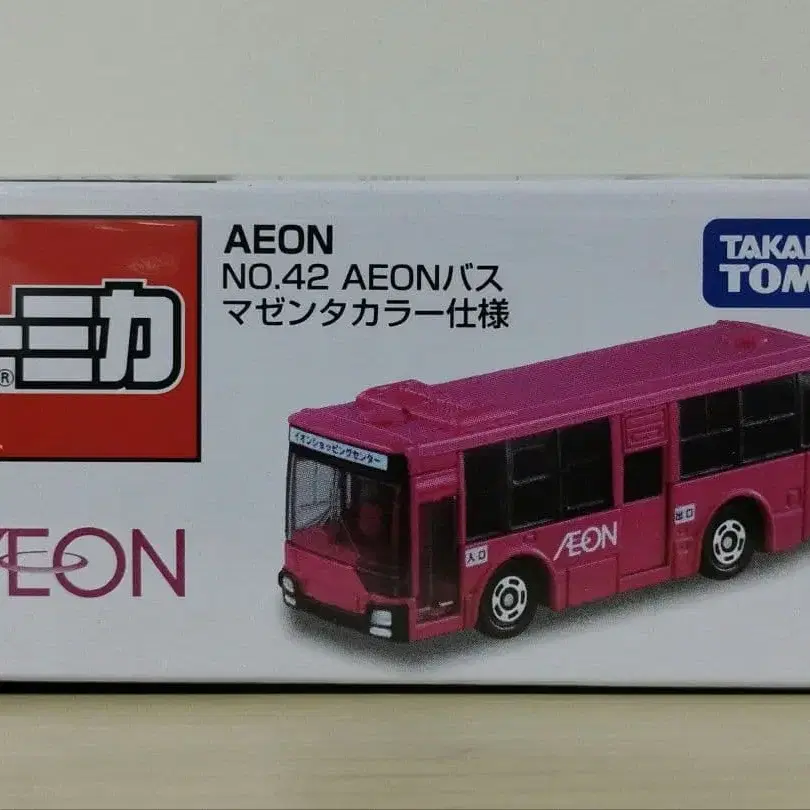 AEON
NO.42 AEONバス
マゼンタカラー仕様
TAKA
TOM
ーミカ
®
イオンショッピングセンター
入口
AEON
出口
ÆON